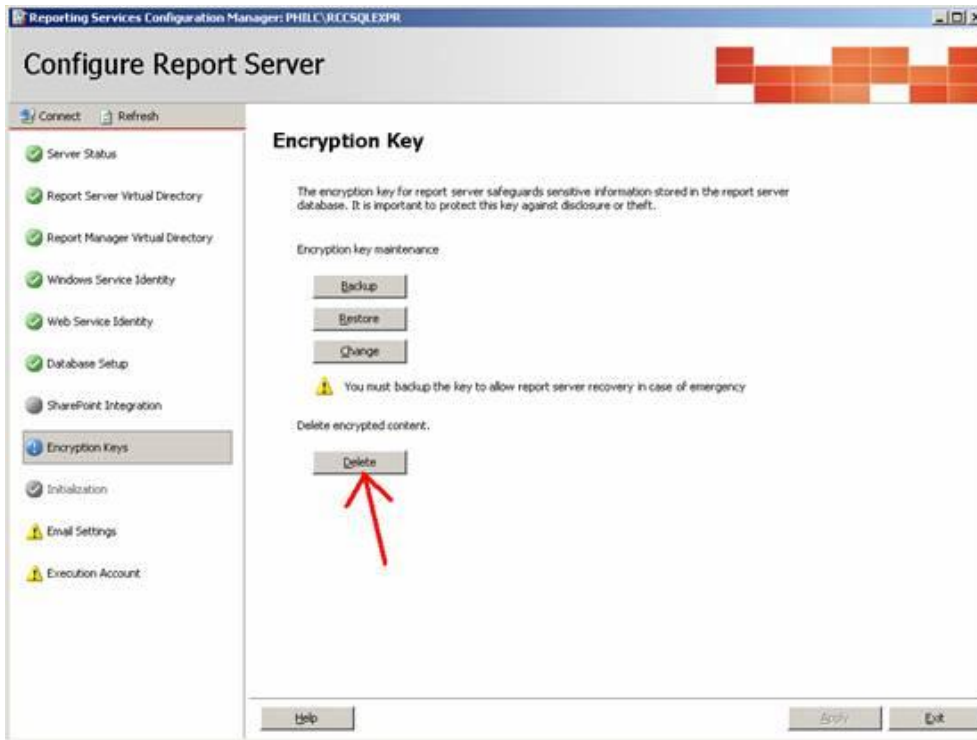 Reporting Services Configuration Manager: PHILC\RCCSQLEXPR
Configure Report Server
Connect Refresh
Server Status
Report Server Virtual Directory
Report Manager Virtual Directory
Windows Service Identity
Web Service Identity
Database Setup
SharePoint Integration
Encryption Keys
Initialization
Email Settings
Execution Account
Encryption Key
The encryption key for report server safeguards sensitive information stored in the report server
database. It is important to protect this key against disclosure or theft.
Encryption key maintenance
Backup
Restore
Change
You must backup the key to allow report server recovery in case of emergency
Delete encrypted content.
Delete
Help Apply Exit